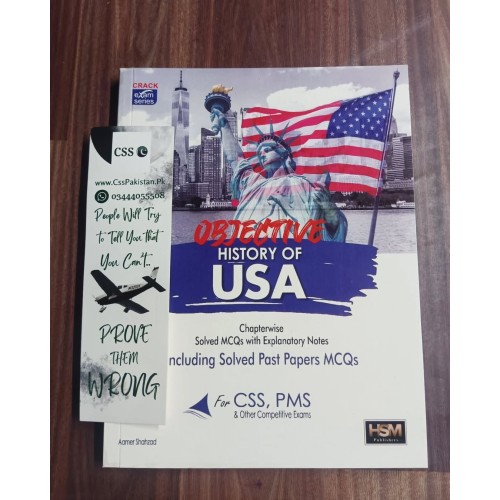 CRACK
exam
series
CSS
www.CssPakistan.Pk
03444055508
People Will Try
to Tell You that
You Can't..
PROVE
THEM
WRONG
OBJECTIVE
HISTORY OF
USA
Chapterwise
Solved MCQs with Explanatory Notes
ncluding Solved Past Papers MCQs
For CSS, PMS
& Other Competitive Exams
Aamer Shahzad
HSM
Publishers